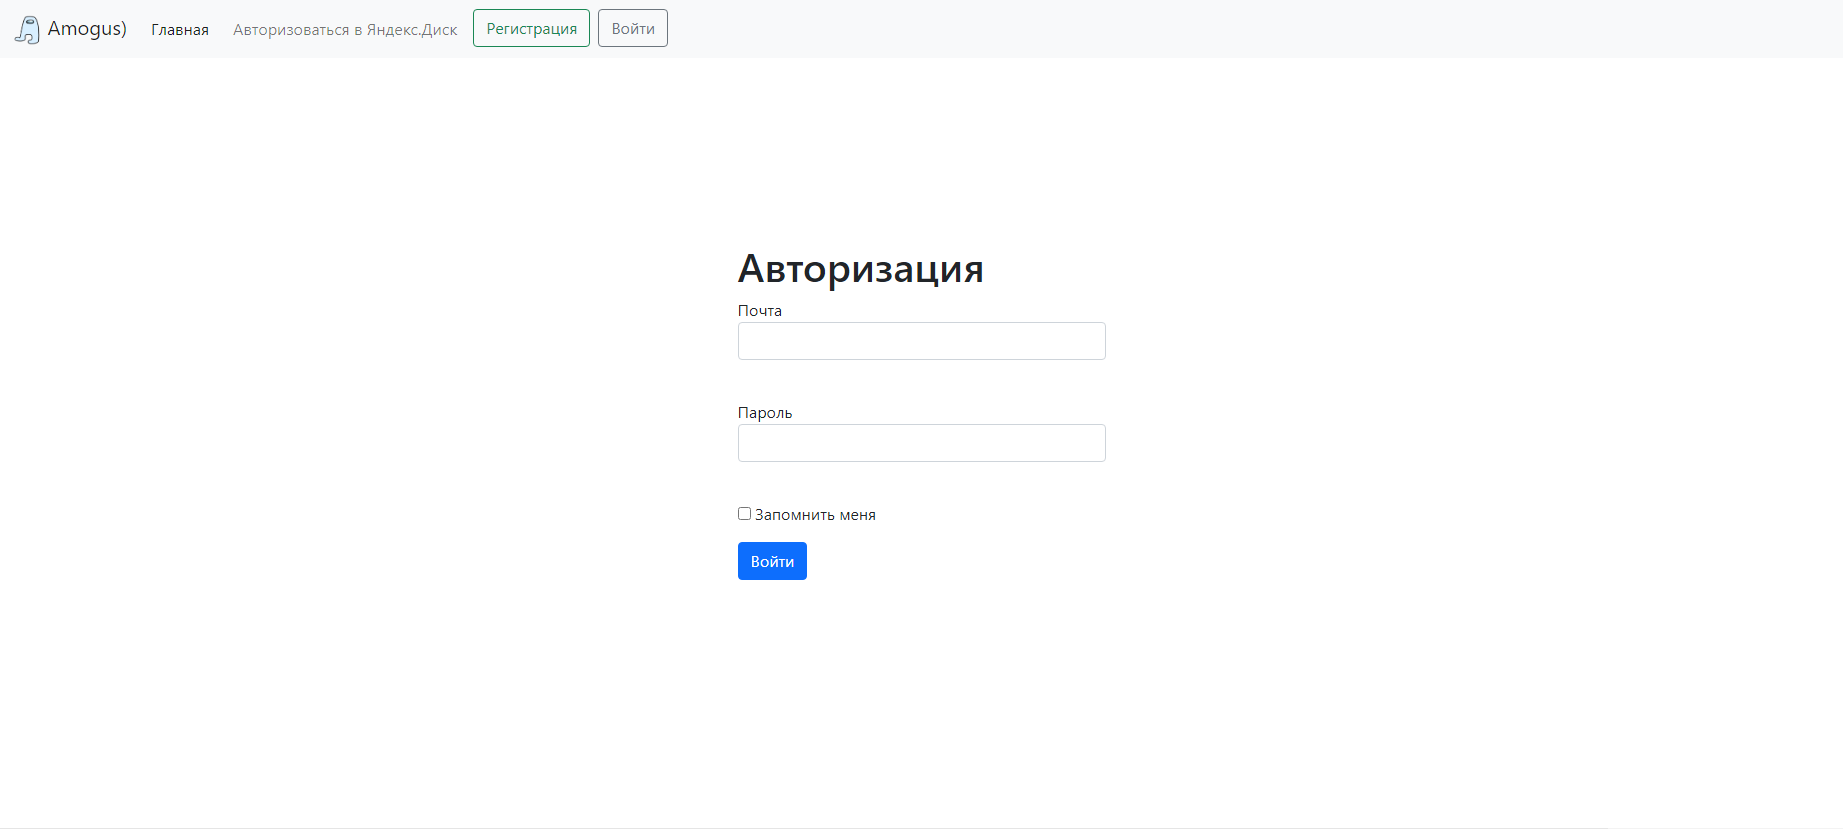 Amogus) Главная Авторизоваться в Яндекс.Диск Регистрация Войти
Авторизация
Почта
Пароль
Запомнить меня
Войти